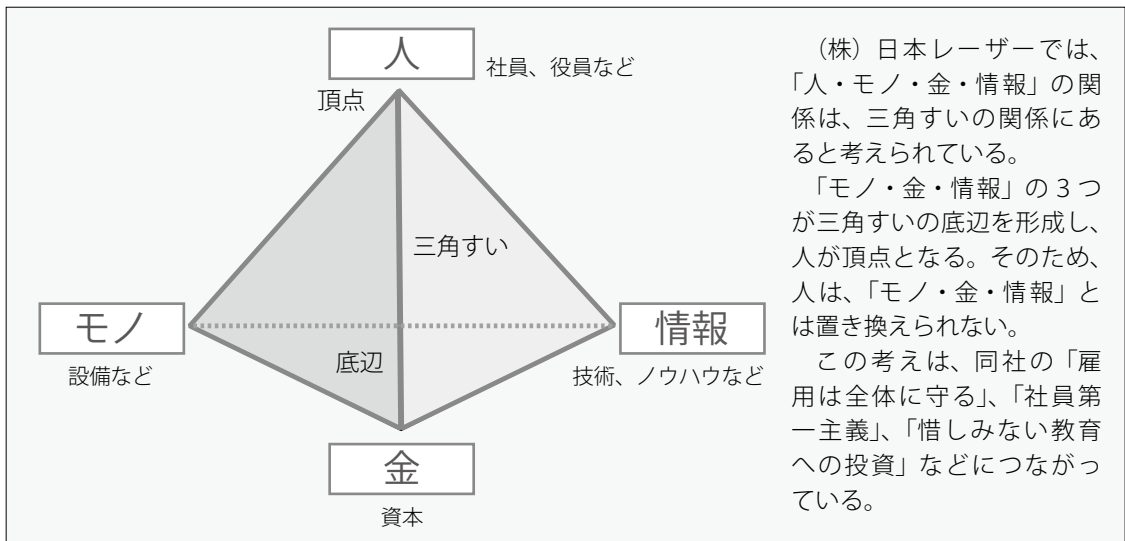 人
社員、役員など
頂点
三角すい
モノ
設備など
底辺
情報
技術、ノウハウなど
金
資本
（株）日本レーザーでは、
「人・モノ・金・情報」の関
係は、三角すいの関係にあ
ると考えられている。
「モノ・金・情報」の３つ
が三角すいの底辺を形成し、
人が頂点となる。そのため、
人は、「モノ・金・情報」と
は置き換えられない。
この考えは、同社の「雇
用は全体に守る」、「社員第
一主義」、「惜しみない教育
への投資」などにつながっ
ている。